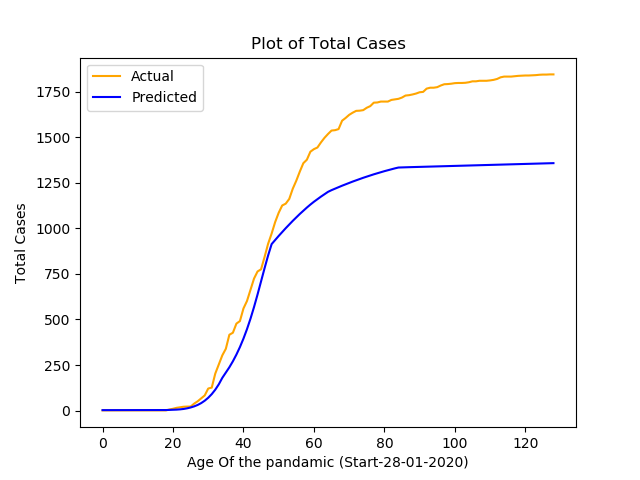 Plot of Total Cases
Actual
Predicted
Total Cases
1750
1500
1250
1000
750
500
250
0
0 20 40 60 80 100 120
Age Of the pandamic (Start-28-01-2020)